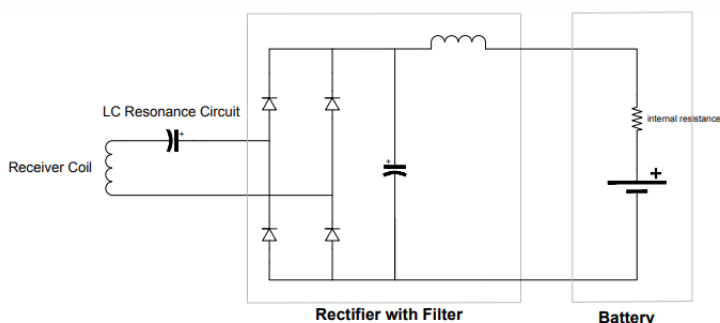 LC Resonance Circuit
Receiver Coil
internal resistance
+
+
+
Rectifier with Filter
Battery